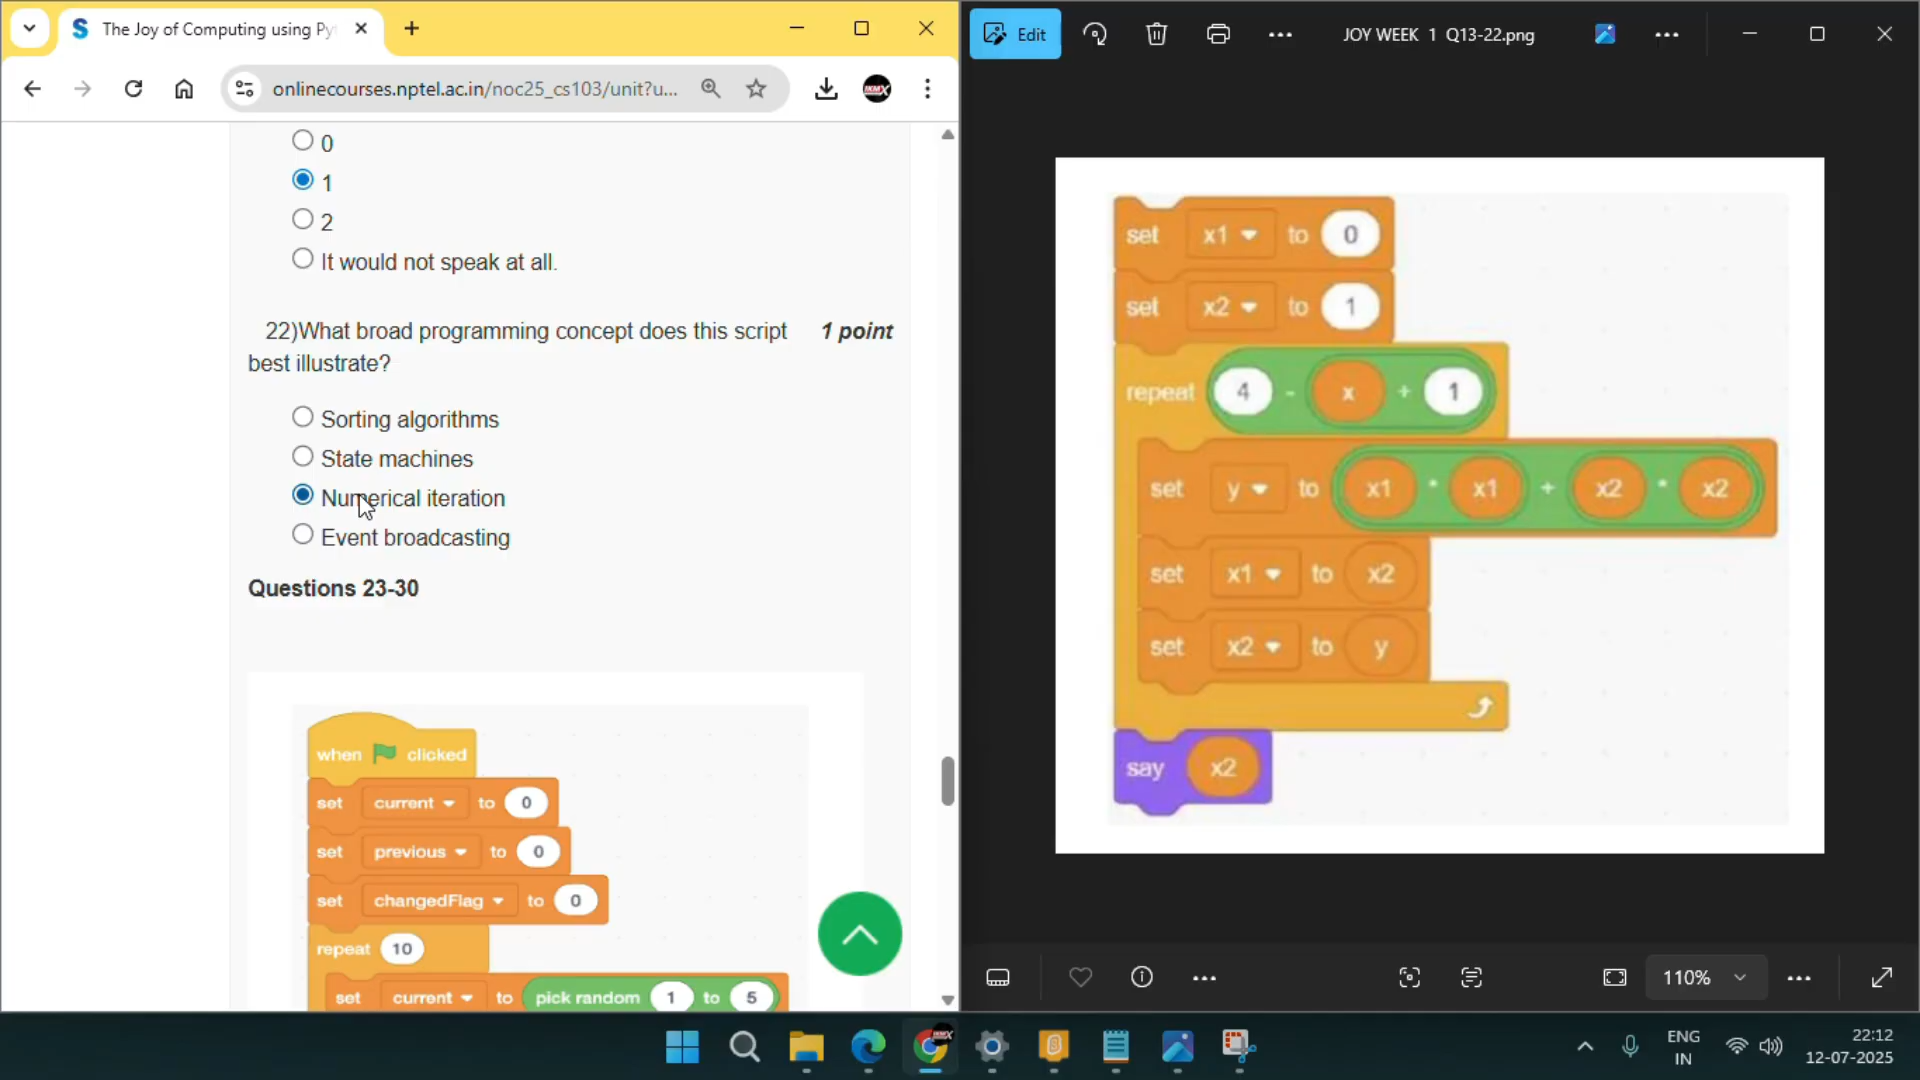 The Joy of Computing using Py
onlinecourses.nptel.ac.in/noc25_cs103/unit?u...
0
1
2
It would not speak at all.
22)What broad programming concept does this script
best illustrate?
1 point
Sorting algorithms
State machines
Numerical iteration
Event broadcasting
Questions 23-30
when clicked
set current to 0
set previous to 0
set changedFlag to 0
repeat 10
set current to pick random 1 to 5
Edit
JOY WEEK 1 Q13-22.png
set x1 to 0
set x2 to 1
repeat 4 - x + 1
set y to x1 * x1 + x2 * x2
set x1 to x2
set x2 to y
say x2
110%
ENG
IN
22:12
12-07-2025